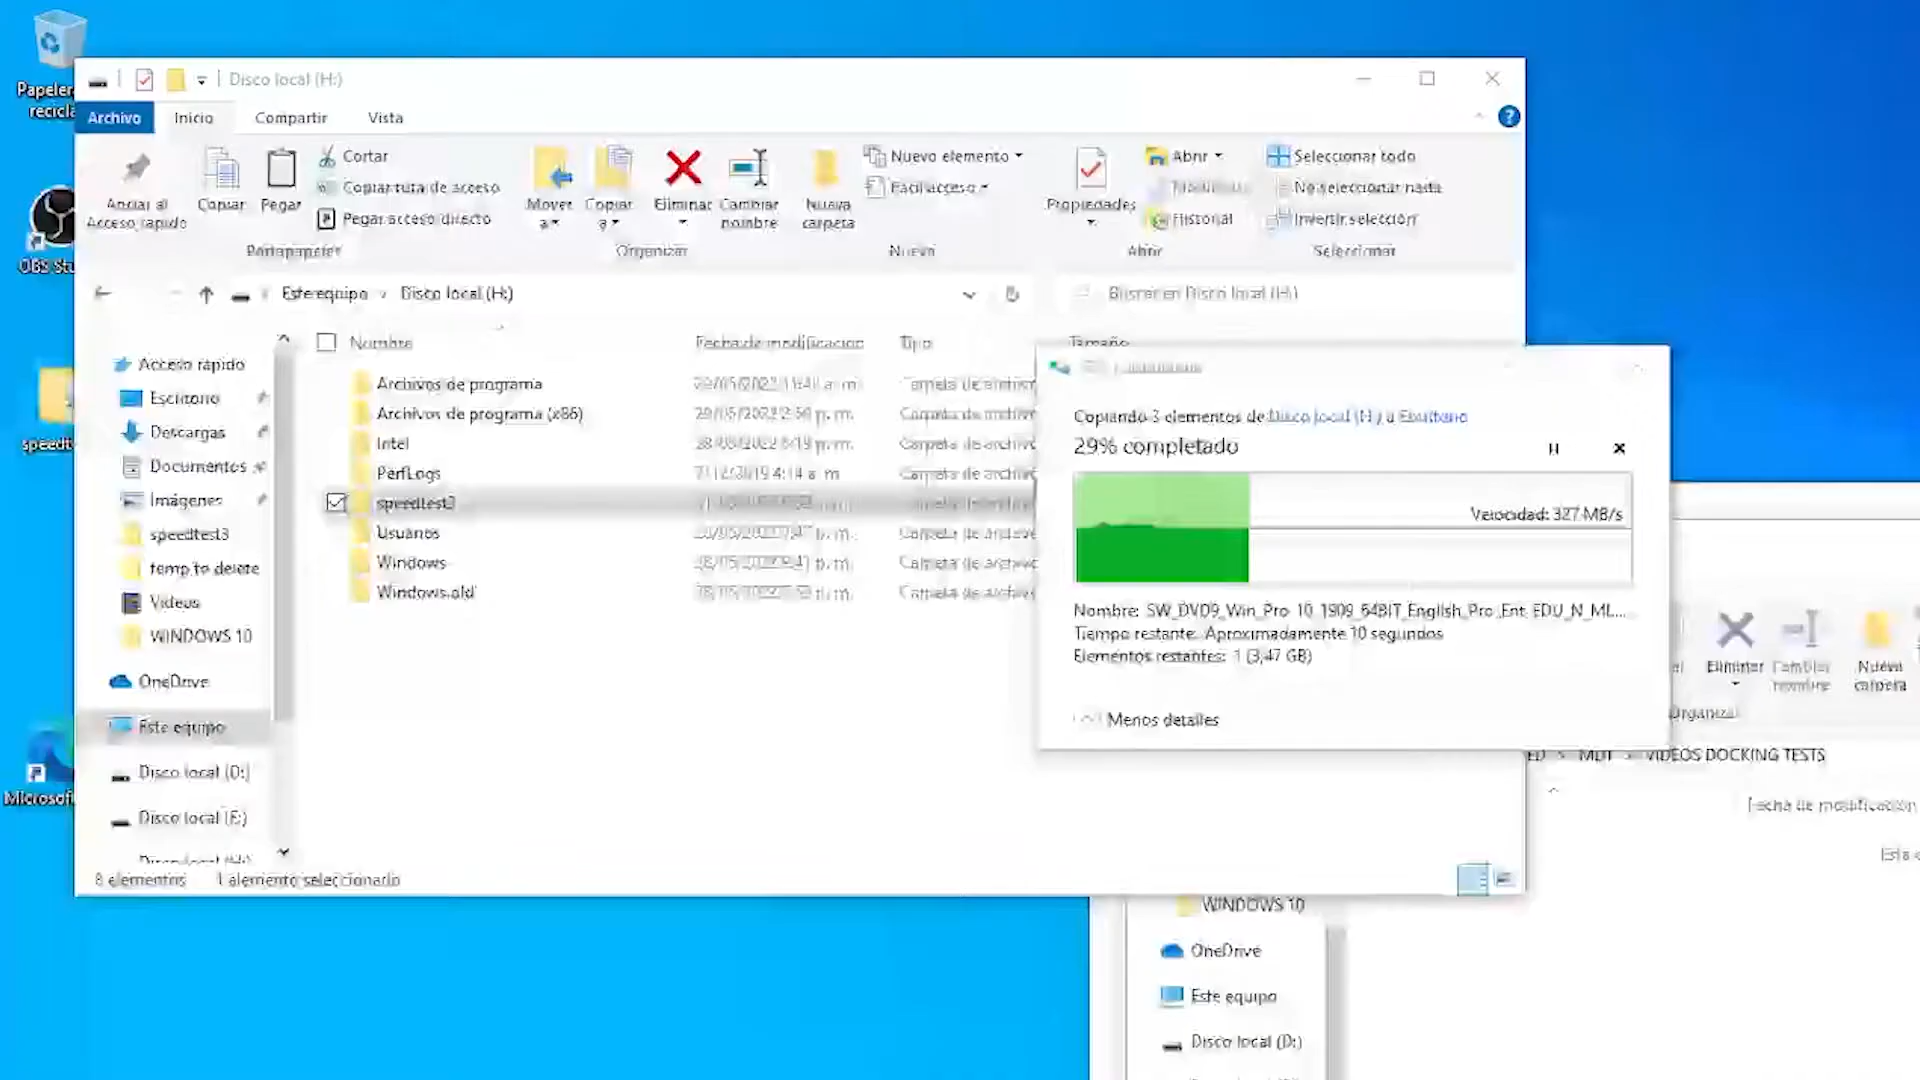 Papeler
recicla
OBS Stu
speedt
Microsoft
Disco local (H:)
Archivo
Inicio
Compartir
Vista
Anclar al
Acceso rápido
Copiar
Pegar
Cortar
Copiar ruta de acceso
Pegar acceso directo
Portapapeles
Mover
a
Copiar
a
Eliminar
Cambiar
nombre
Organizar
Nueva
carpeta
Nuevo elemento
Fácil acceso
Nuevo
Propiedades
Abrir
Modificar
Historial
Abrir
Seleccionar todo
No seleccionar nada
Invertir selección
Seleccionar
Este equipo › Disco local (H:)
Buscar en Disco local (H:)
Acceso rápido
Escritorio
Descargas
Documentos
Imágenes
speedtest3
temp to delete
Videos
WINDOWS 10
OneDrive
Este equipo
Disco local (D:)
Disco local (E:)
Disco local (H:)
Nombre Fecha de modificación Tipo Tamaño
Archivos de programa
Archivos de programa (x86)
Intel
PerfLogs
speedtest3
Usuarios
Windows
Windows.old
8 elementos 1 elemento seleccionado
Copiando 3 elementos de Disco local (H:) a Escritorio
29% completado
Velocidad: 327 MB/s
Nombre: SW_DVD9_Win_Pro_10_1909_64BIT_English_Pro_Ent_EDU_N_ML...
Tiempo restante: Aproximadamente 10 segundos
Elementos restantes: 1 (3,47 GB)
Menos detalles
Eliminar
Cambiar
nombre
Nueva
carpeta
Organizar
ED › MDT › VIDEOS DOCKING TESTS
Fecha de modificación
Esta c
WINDOWS 10
OneDrive
Este equipo
Disco local (D:)